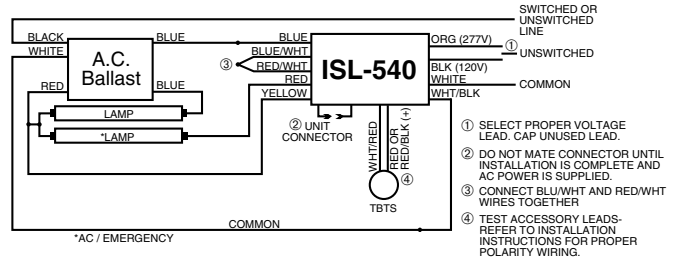 SWITCHED OR
UNSWITCHED
LINE
BLACK
BLUE
BLUE
ORG (277V)
①
WHITE
BLUE/WHT
UNSWITCHED
A.C.
Ballast
③
ISL-540
RED/WHT
BLK (120V)
RED
BLUE
RED
WHITE
COMMON
YELLOW
WHT/BLK
LAMP
*LAMP
② UNIT
CONNECTOR
WHT/RED
RED OR
RED/BLK (+)
④
TBTS
COMMON
*AC / EMERGENCY
① SELECT PROPER VOLTAGE
LEAD. CAP UNUSED LEAD.
② DO NOT MATE CONNECTOR UNTIL
INSTALLATION IS COMPLETE AND
AC POWER IS SUPPLIED.
③ CONNECT BLU/WHT AND RED/WHT
WIRES TOGETHER
④ TEST ACCESSORY LEADS-
REFER TO INSTALLATION
INSTRUCTIONS FOR PROPER
POLARITY WIRING.